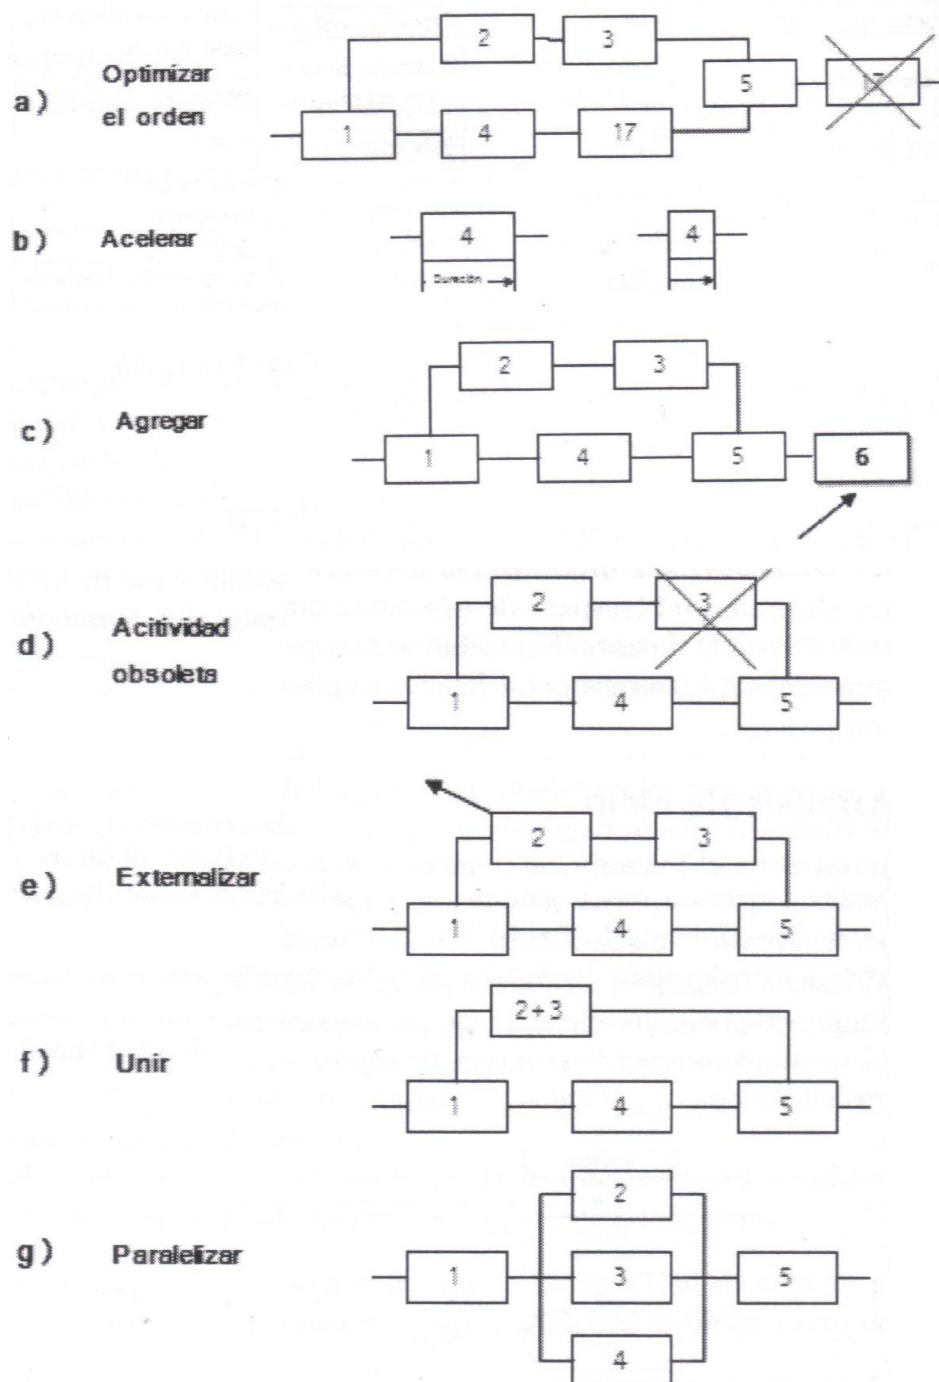 2 3
a) Optimizar
el orden
5 17
1 4 17
b) Acelerar 4 4
Duración
2 3
c) Agregar
1 4 5 6
2 3
d) Acitividad
obsoleta
1 4 5
2 3
e) Externalizar
1 4 5
2+3
f) Unir
1 4 5
2
g) Paralelizar
1 3 5
4